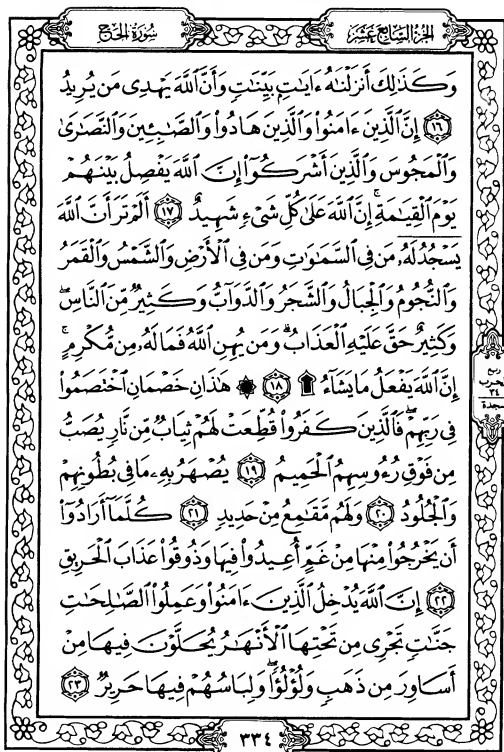 الجزء السابع عشر
سورة الحج
وَكَذَٰلِكَ أَنزَلْنَٰهُ ءَايَٰتٍۭ بَيِّنَٰتٍ وَأَنَّ ٱللَّهَ يَهْدِى مَن يُرِيدُ
﴿١٦﴾ إِنَّ ٱلَّذِينَ ءَامَنُوا۟ وَٱلَّذِينَ هَادُوا۟ وَٱلصَّٰبِـِٔينَ وَٱلنَّصَٰرَىٰ
وَٱلْمَجُوسَ وَٱلَّذِينَ أَشْرَكُوٓا۟ إِنَّ ٱللَّهَ يَفْصِلُ بَيْنَهُمْ
يَوْمَ ٱلْقِيَٰمَةِ ۚ إِنَّ ٱللَّهَ عَلَىٰ كُلِّ شَىْءٍ شَهِيدٌ ﴿١٧﴾ أَلَمْ تَرَ أَنَّ ٱللَّهَ
يَسْجُدُ لَهُۥ مَن فِى ٱلسَّمَٰوَٰتِ وَمَن فِى ٱلْأَرْضِ وَٱلشَّمْسُ وَٱلْقَمَرُ
وَٱلنُّجُومُ وَٱلْجِبَالُ وَٱلشَّجَرُ وَٱلدَّوَآبُّ وَكَثِيرٌ مِّنَ ٱلنَّاسِ ۖ
وَكَثِيرٌ حَقَّ عَلَيْهِ ٱلْعَذَابُ ۗ وَمَن يُهِنِ ٱللَّهُ فَمَا لَهُۥ مِن مُّكْرِمٍ ۚ
إِنَّ ٱللَّهَ يَفْعَلُ مَا يَشَآءُ ۩ ﴿١٨﴾ ۞ هَٰذَانِ خَصْمَانِ ٱخْتَصَمُوا۟
فِى رَبِّهِمْ ۖ فَٱلَّذِينَ كَفَرُوا۟ قُطِّعَتْ لَهُمْ ثِيَابٌ مِّن نَّارٍ يُصَبُّ
مِن فَوْقِ رُءُوسِهِمُ ٱلْحَمِيمُ ﴿١٩﴾ يُصْهَرُ بِهِۦ مَا فِى بُطُونِهِمْ
وَٱلْجُلُودُ ﴿٢٠﴾ وَلَهُم مَّقَٰمِعُ مِنْ حَدِيدٍ ﴿٢١﴾ كُلَّمَآ أَرَادُوٓا۟
أَن يَخْرُجُوا۟ مِنْهَا مِنْ غَمٍّ أُعِيدُوا۟ فِيهَا وَذُوقُوا۟ عَذَابَ ٱلْحَرِيقِ
﴿٢٢﴾ إِنَّ ٱللَّهَ يُدْخِلُ ٱلَّذِينَ ءَامَنُوا۟ وَعَمِلُوا۟ ٱلصَّٰلِحَٰتِ
جَنَّٰتٍ تَجْرِى مِن تَحْتِهَا ٱلْأَنْهَٰرُ يُحَلَّوْنَ فِيهَا مِنْ
أَسَاوِرَ مِن ذَهَبٍ وَلُؤْلُؤًا ۖ وَلِبَاسُهُمْ فِيهَا حَرِيرٌ ﴿٢٣﴾
ربع
الحزب
٣٤
سجدة
٣٣٤